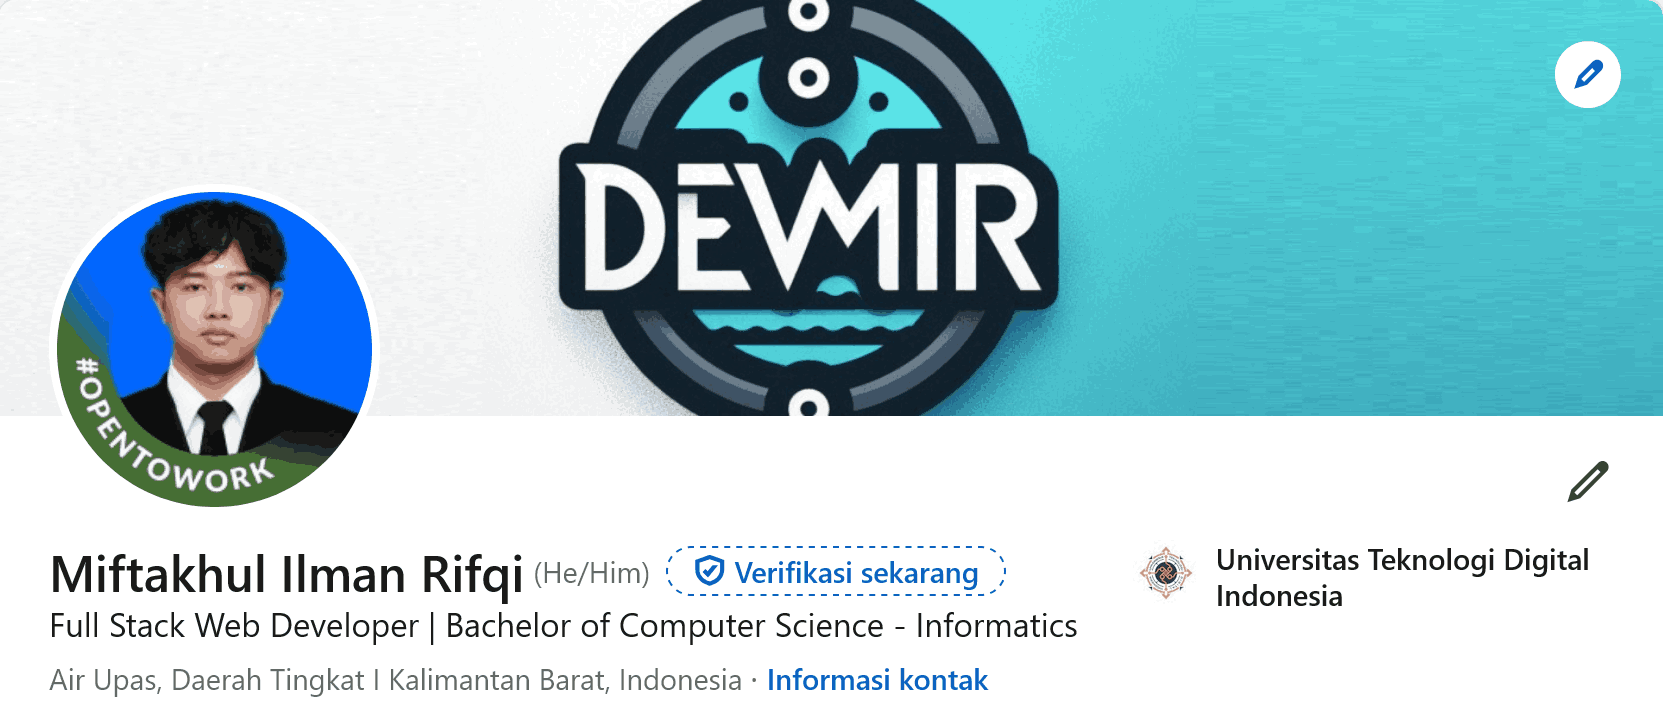 DEVMIR
#OPENTOWORK
Miftakhul Ilman Rifqi (He/Him) Verifikasi sekarang
Full Stack Web Developer | Bachelor of Computer Science - Informatics
Air Upas, Daerah Tingkat I Kalimantan Barat, Indonesia · Informasi kontak
Universitas Teknologi Digital
Indonesia